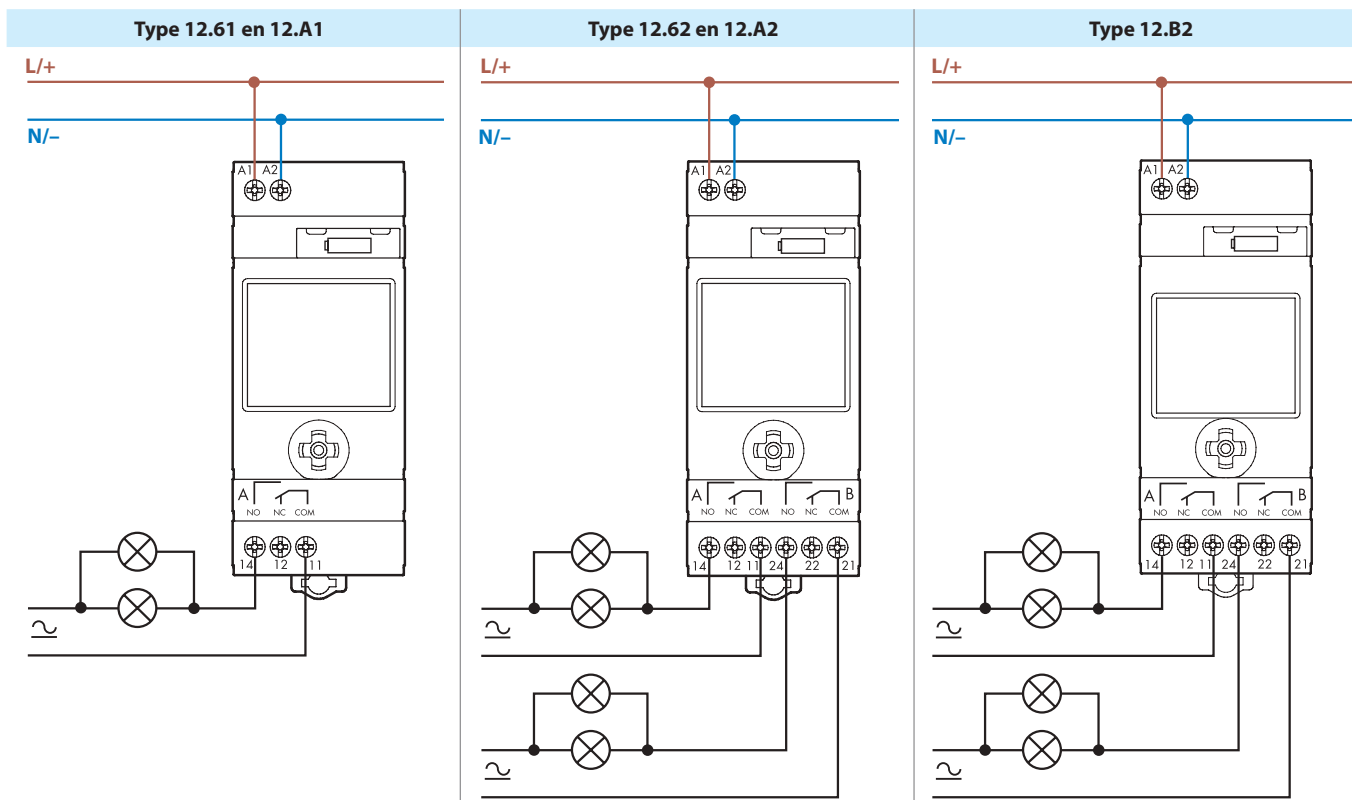 Type 12.61 en 12.A1
L/+
N/–
A1 A2
A
NO NC COM
14 12 11
Type 12.62 en 12.A2
L/+
N/–
A1 A2
A B
NO NC COM NO NC COM
14 12 11 24 22 21
Type 12.B2
L/+
N/–
A1 A2
A B
NO NC COM NO NC COM
14 12 11 24 22 21